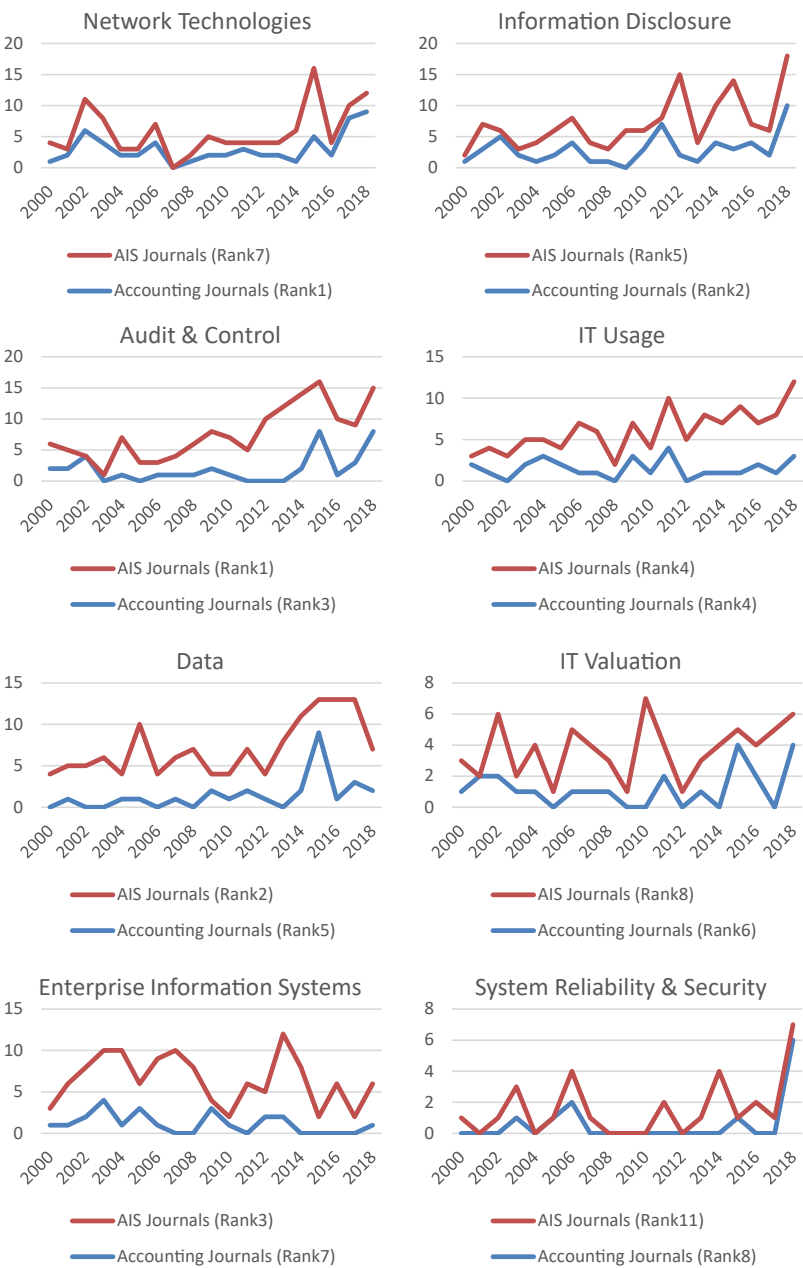 Network Technologies
20
15
10
5
0
2000 2002 2004 2006 2008 2010 2012 2014 2016 2018
AIS Journals (Rank7)
Accounting Journals (Rank1)
Information Disclosure
20
15
10
5
0
2000 2002 2004 2006 2008 2010 2012 2014 2016 2018
AIS Journals (Rank5)
Accounting Journals (Rank2)
Audit & Control
20
15
10
5
0
2000 2002 2004 2006 2008 2010 2012 2014 2016 2018
AIS Journals (Rank1)
Accounting Journals (Rank3)
IT Usage
15
10
5
0
2000 2002 2004 2006 2008 2010 2012 2014 2016 2018
AIS Journals (Rank4)
Accounting Journals (Rank4)
Data
15
10
5
0
2000 2002 2004 2006 2008 2010 2012 2014 2016 2018
AIS Journals (Rank2)
Accounting Journals (Rank5)
IT Valuation
8
6
4
2
0
2000 2002 2004 2006 2008 2010 2012 2014 2016 2018
AIS Journals (Rank8)
Accounting Journals (Rank6)
Enterprise Information Systems
15
10
5
0
2000 2002 2004 2006 2008 2010 2012 2014 2016 2018
AIS Journals (Rank3)
Accounting Journals (Rank7)
System Reliability & Security
8
6
4
2
0
2000 2002 2004 2006 2008 2010 2012 2014 2016 2018
AIS Journals (Rank11)
Accounting Journals (Rank8)